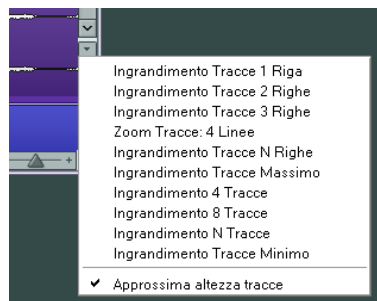 Ingrandimento Tracce 1 Riga
Ingrandimento Tracce 2 Righe
Ingrandimento Tracce 3 Righe
Zoom Tracce: 4 Linee
Ingrandimento Tracce N Righe
Ingrandimento Tracce Massimo
Ingrandimento 4 Tracce
Ingrandimento 8 Tracce
Ingrandimento N Tracce
Ingrandimento Tracce Minimo
Approssima altezza tracce